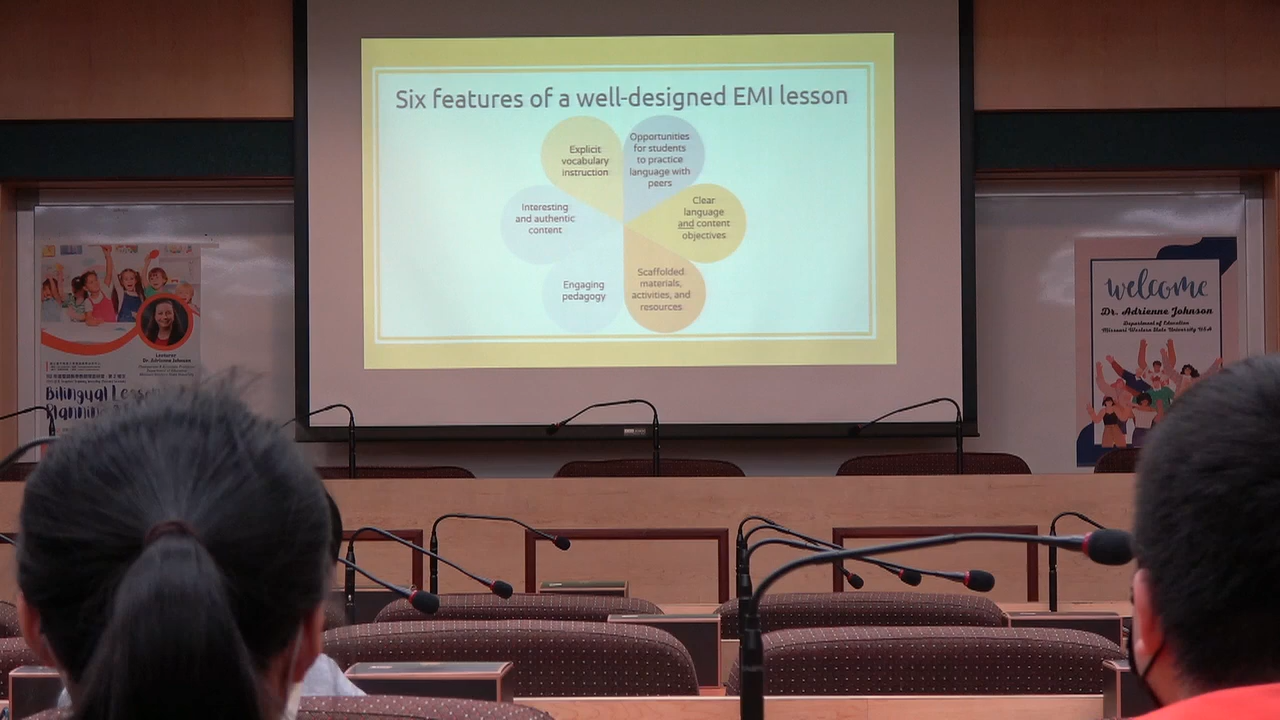 Six features of a well-designed EMI lesson
Explicit
vocabulary
instruction
Opportunities
for students
to practice
language with
peers
Interesting
and authentic
content
Clear
language
and content
objectives
Engaging
pedagogy
Scaffolded
materials,
activities, and
resources
Lecturer
Dr. Adrienne Johnson
Bilingual
Planning
welcome
Dr. Adrienne Johnson
Department of Education
Missouri Western State University USA